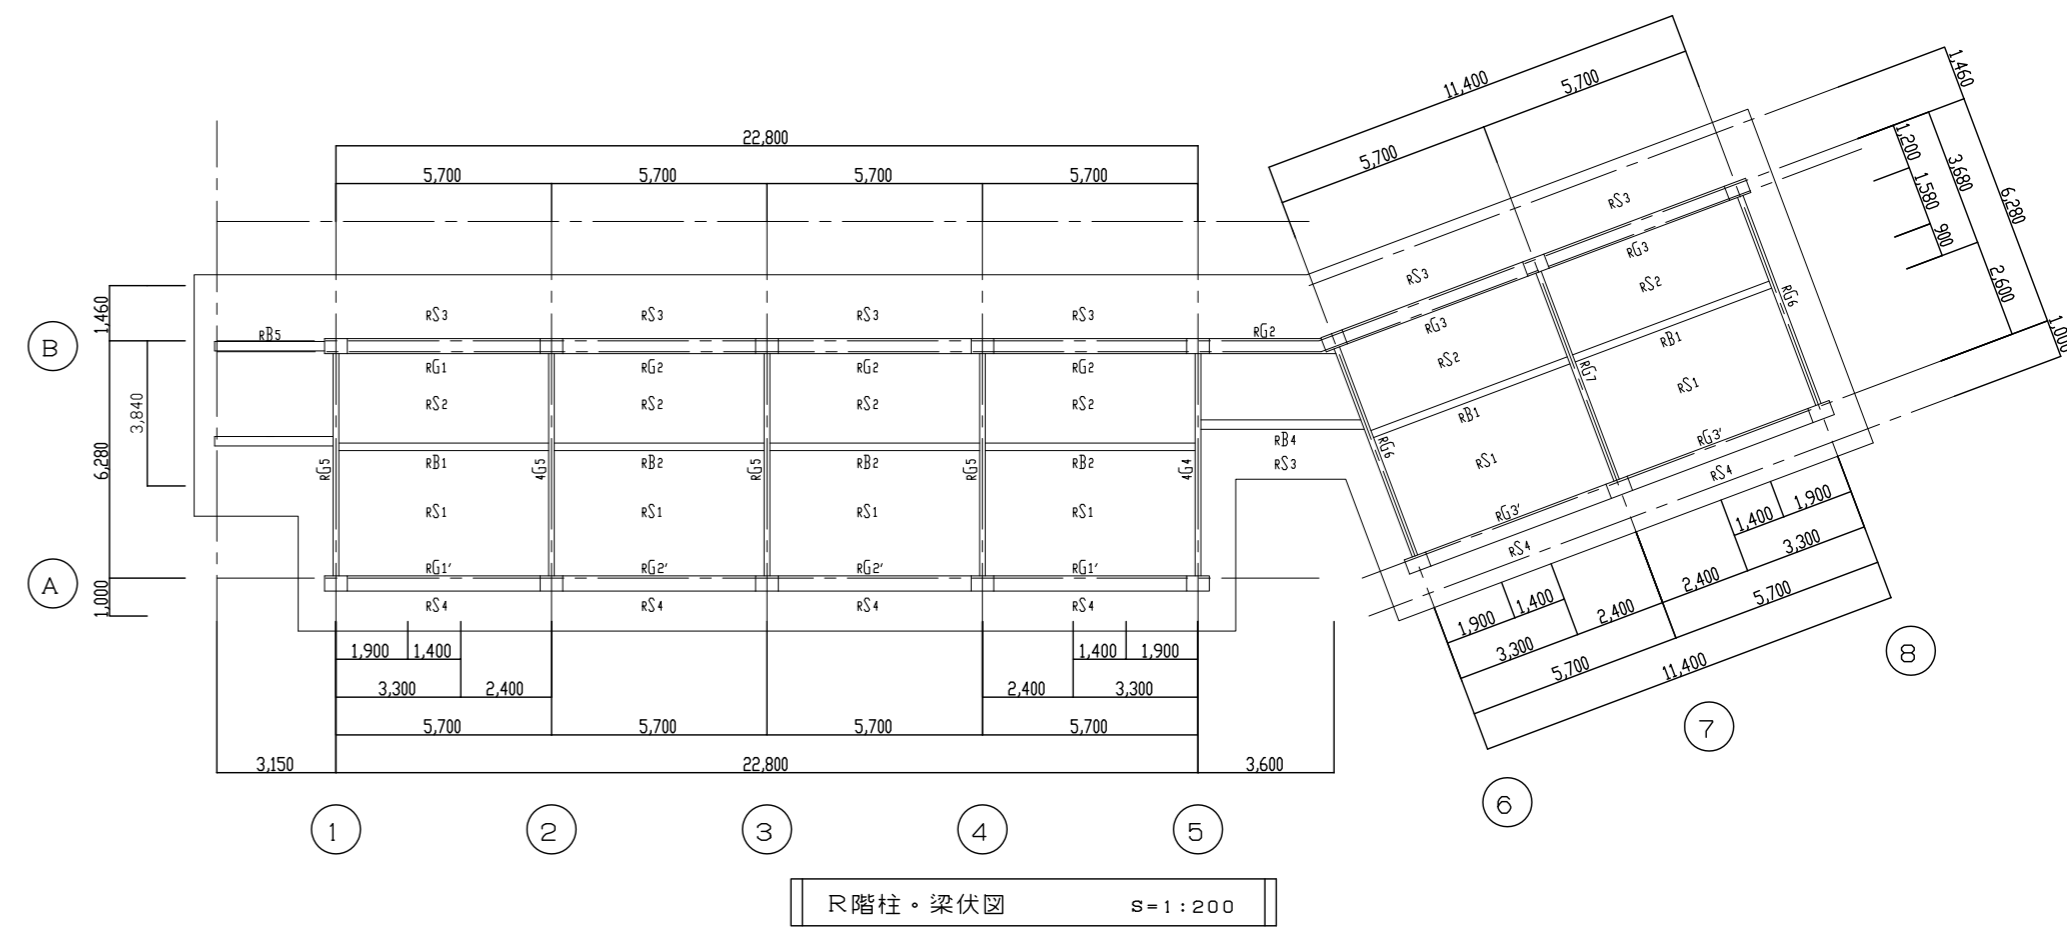 11,400
5,700
5,700
1,460
1,200
3,680
6,280
1,580
900
2,600
1,000
22,800
5,700
5,700
5,700
5,700
RS3
RS3
RG3
RG3
RS2
RS2
RG6
RB1
RB1
RG7
RS1
RS1
RG6
RG3'
RG3'
RS4
RS4
1,460
B
RB5
3,840
6,280
A
1,000
RS3
RS3
RS3
RS3
RG2
RG1
RG2
RG2
RG2
RS2
RS2
RS2
RS2
RB4
RS3
RB1
RB2
RB2
RB2
RG5
4G5
RG5
RG5
4G4
RS1
RS1
RS1
RS1
RG1'
RG2'
RG2'
RG1'
RS4
RS4
RS4
RS4
1,900
1,400
3,300
2,400
1,400
1,900
2,400
3,300
5,700
5,700
5,700
5,700
3,150
22,800
3,600
1,900
1,400
2,400
3,300
5,700
11,400
1,400
1,900
2,400
3,300
5,700
1
2
3
4
5
6
7
8
R階柱。梁伏図 S=1:200